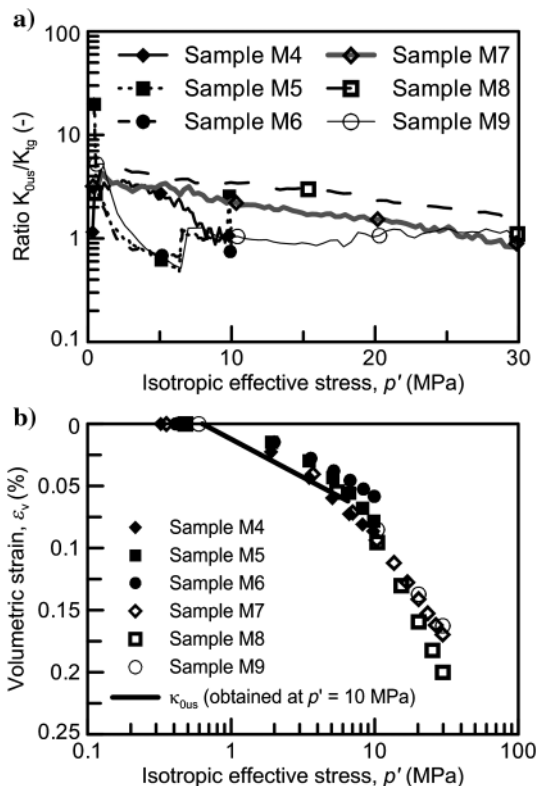 a)
100
10
1
0.1
Ratio K0us/Ktg (-)
Sample M4
Sample M5
Sample M6
Sample M7
Sample M8
Sample M9
0
10
20
30
Isotropic effective stress, p′ (MPa)
b)
0
0.05
0.1
0.15
0.2
0.25
Volumetric strain, εv (%)
Sample M4
Sample M5
Sample M6
Sample M7
Sample M8
Sample M9
κ0us (obtained at p' = 10 MPa)
0.1
1
10
100
Isotropic effective stress, p′ (MPa)